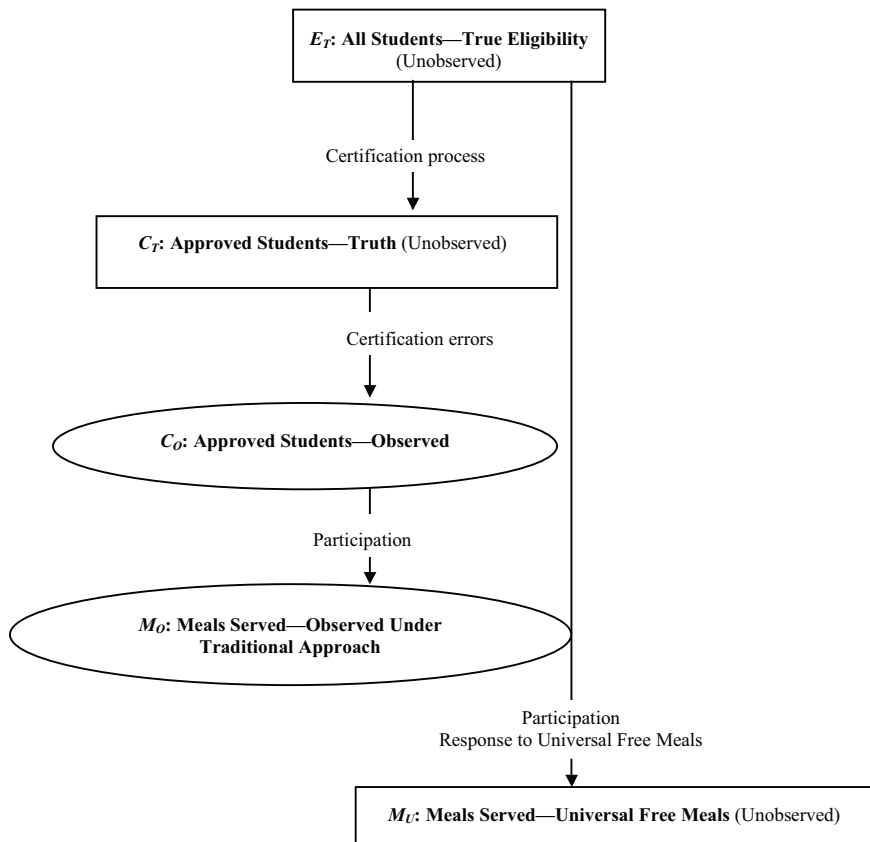 E_T: All Students—True Eligibility
(Unobserved)
Certification process
C_T: Approved Students—Truth (Unobserved)
Certification errors
C_O: Approved Students—Observed
Participation
M_O: Meals Served—Observed Under
Traditional Approach
Participation
Response to Universal Free Meals
M_U: Meals Served—Universal Free Meals (Unobserved)